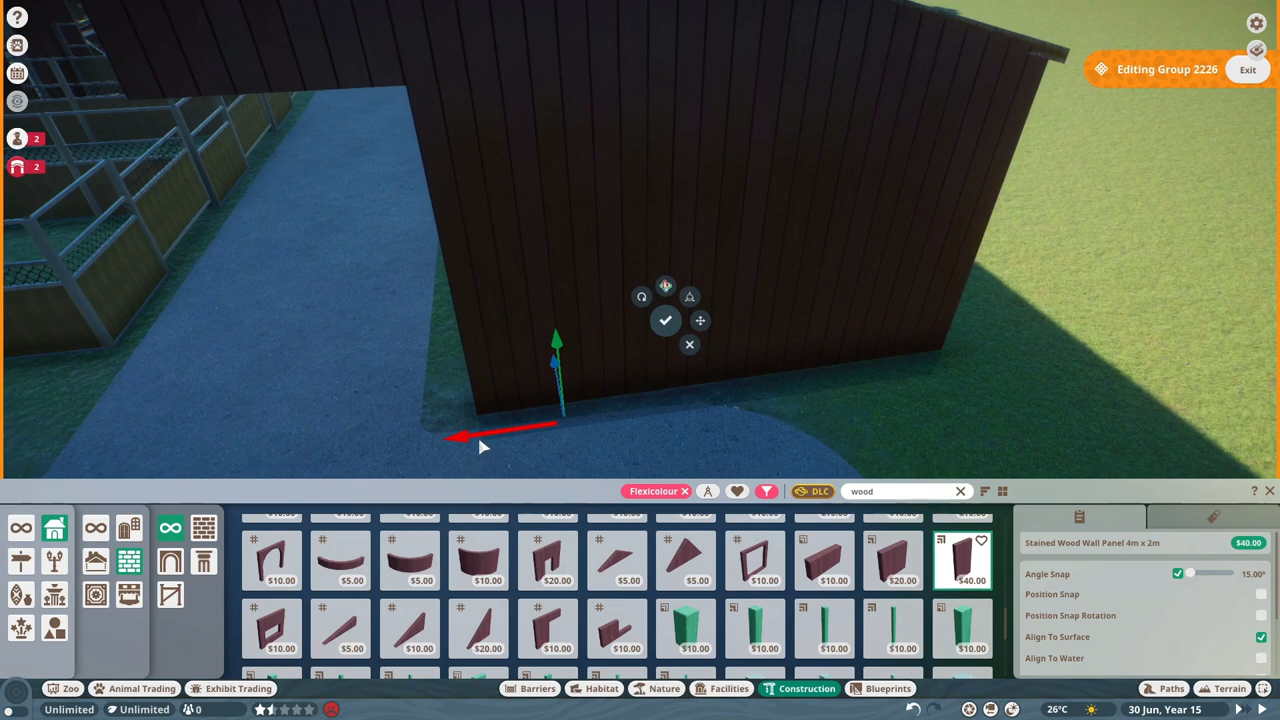 ?
Editing Group 2226
Exit
2
2
Flexicolour
DLC
wood
?
$10.00
$5.00
$10.00
$10.00
$20.00
$5.00
$5.00
$10.00
$10.00
$20.00
$40.00
$10.00
$5.00
$10.00
$20.00
$10.00
$10.00
$10.00
$10.00
$10.00
$10.00
$10.00
Stained Wood Wall Panel 4m x 2m
$40.00
Angle Snap
15.00°
Position Snap
Position Snap Rotation
Align To Surface
Align To Water
Zoo
Animal Trading
Exhibit Trading
Barriers
Habitat
Nature
Facilities
Construction
Blueprints
Paths
Terrain
Unlimited
Unlimited
0
26°C
30 Jun, Year 15